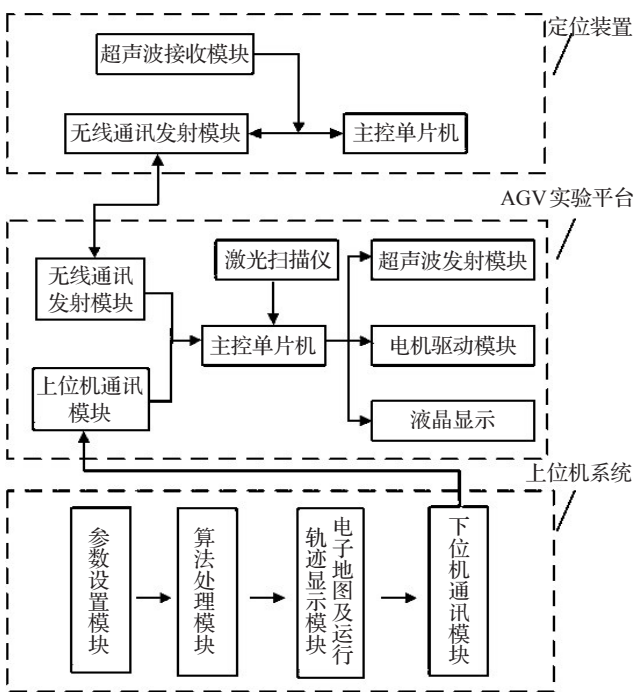 定位装置
超声波接收模块
无线通讯发射模块
主控单片机
AGV实验平台
无线通讯
发射模块
激光扫描仪
超声波发射模块
主控单片机
电机驱动模块
上位机通讯
模块
液晶显示
上位机系统
参数设置模块
算法处理模块
电子地图及运行
轨迹显示模块
下位机通讯模块